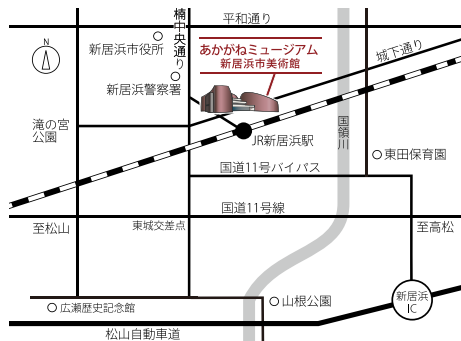 平和通り
楠中央通り
新居浜市役所
あかがねミュージアム
新居浜市美術館
城下通り
N
新居浜警察署
滝の宮
公園
JR新居浜駅
国領川
東田保育園
国道11号バイパス
国道11号線
至松山
東城交差点
至高松
広瀬歴史記念館
山根公園
新居浜
IC
松山自動車道